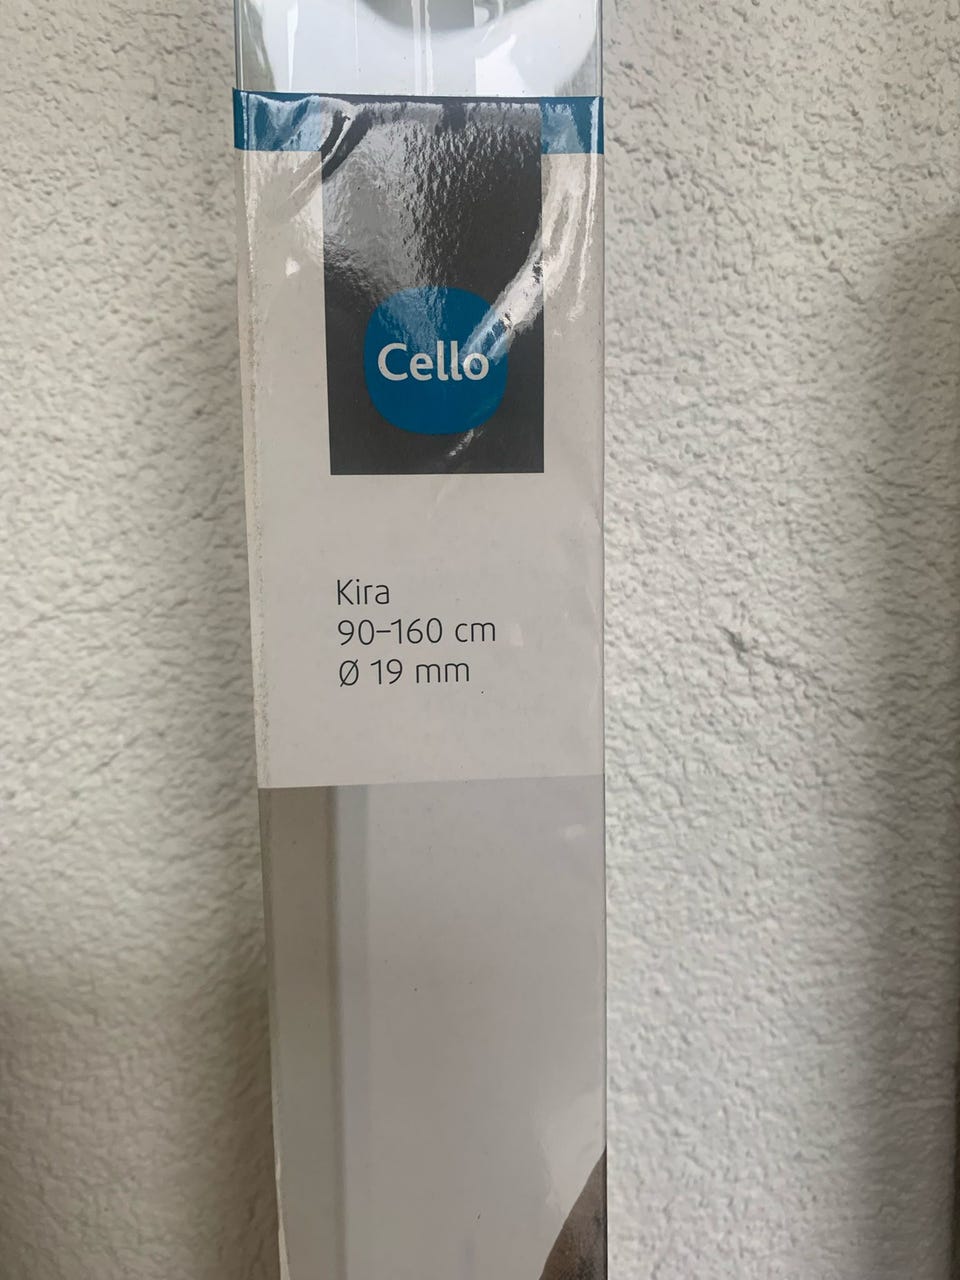 Cello
Kira
90–160 cm
Ø 19 mm